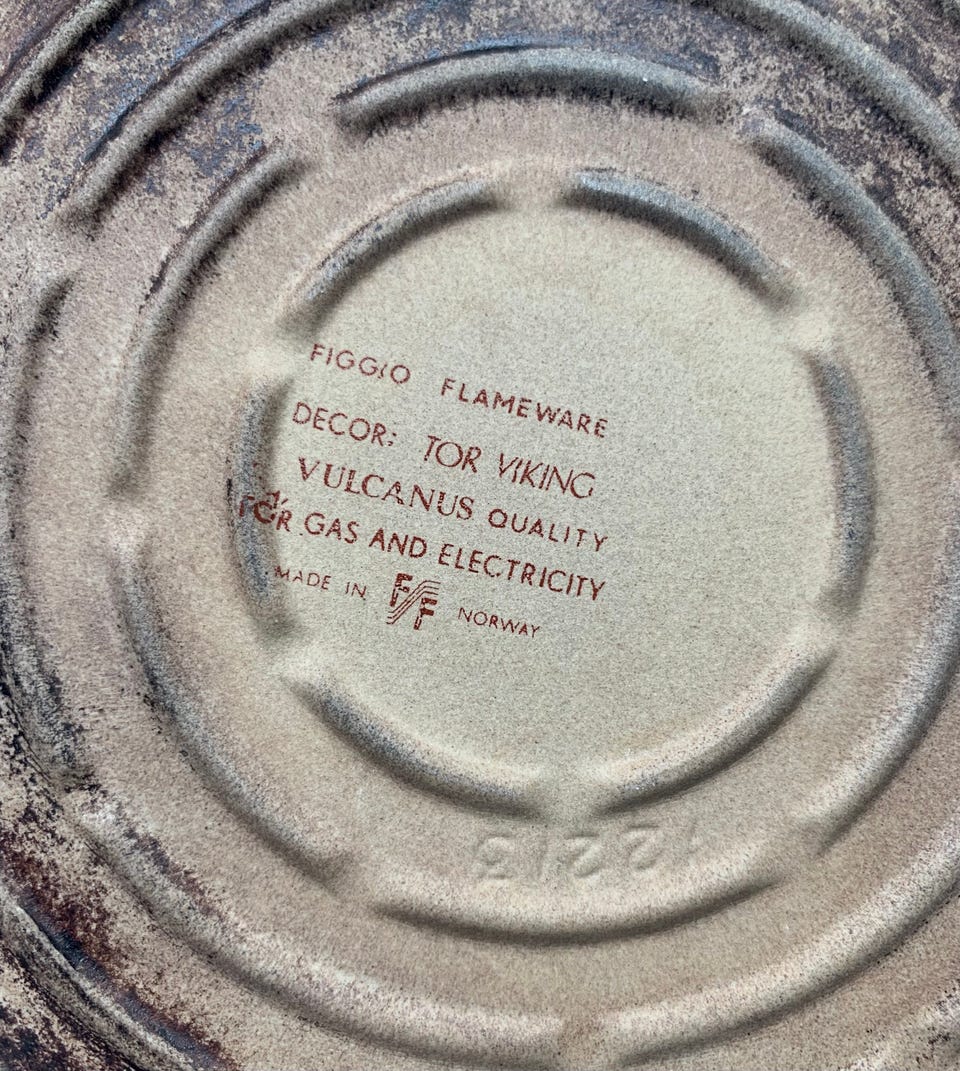 FIGGIO FLAMEWARE
DECOR: TOR VIKING
VULCANUS QUALITY
FOR GAS AND ELECTRICITY
MADE IN F/F NORWAY